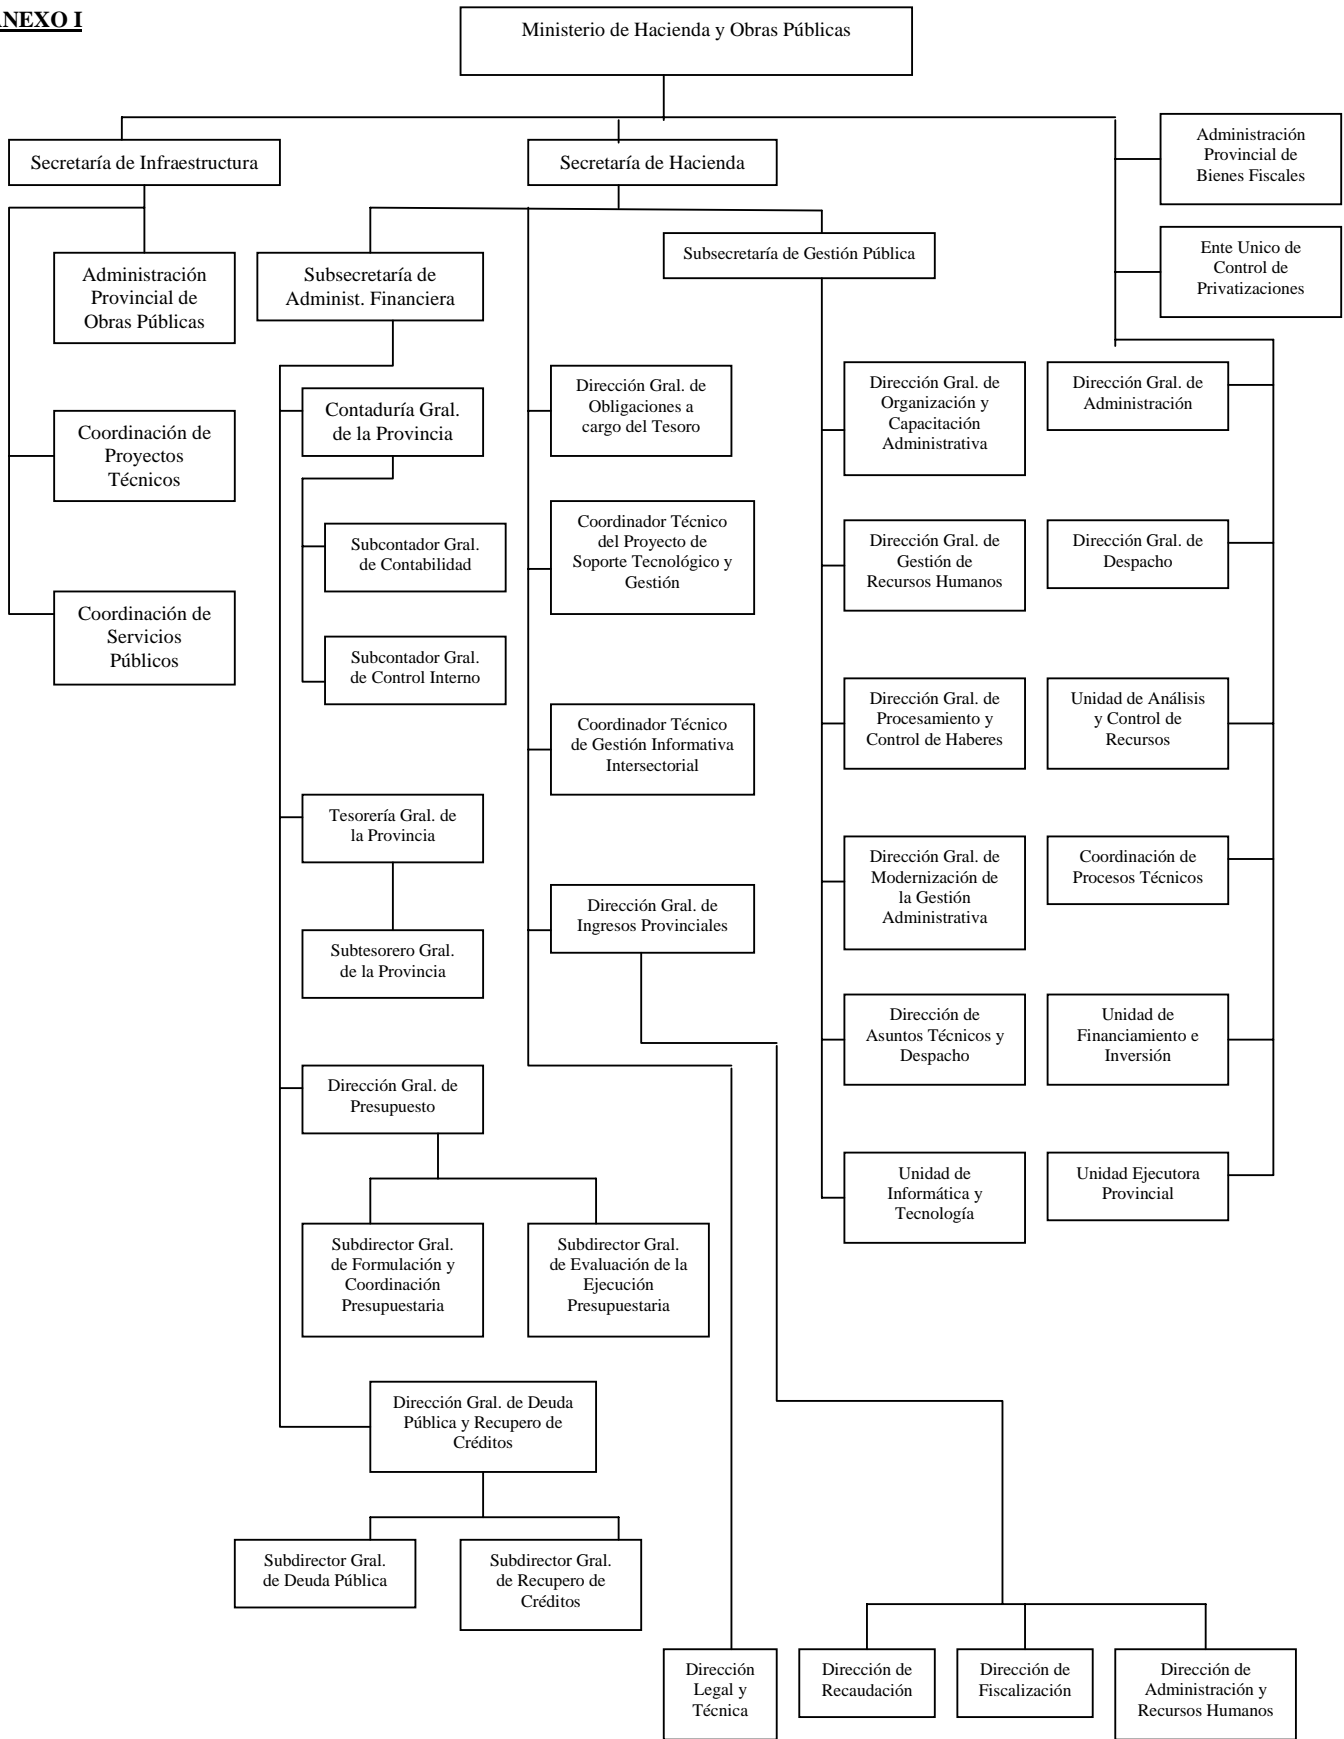 ANEXO I
Ministerio de Hacienda y Obras Públicas
Secretaría de Infraestructura
Secretaría de Hacienda
Administración
Provincial de
Bienes Fiscales
Ente Unico de
Control de
Privatizaciones
Administración
Provincial de
Obras Públicas
Coordinación de
Proyectos
Técnicos
Coordinación de
Servicios
Públicos
Subsecretaría de
Administ. Financiera
Contaduría Gral.
de la Provincia
Subcontador Gral.
de Contabilidad
Subcontador Gral.
de Control Interno
Tesorería Gral. de
la Provincia
Subtesorero Gral.
de la Provincia
Dirección Gral. de
Presupuesto
Subdirector Gral.
de Formulación y
Coordinación
Presupuestaria
Subdirector Gral.
de Evaluación de la
Ejecución
Presupuestaria
Dirección Gral. de Deuda
Pública y Recupero de
Créditos
Subdirector Gral.
de Deuda Pública
Subdirector Gral.
de Recupero de
Créditos
Dirección Gral. de
Obligaciones a
cargo del Tesoro
Coordinador Técnico
del Proyecto de
Soporte Tecnológico y
Gestión
Coordinador Técnico
de Gestión Informativa
Intersectorial
Dirección Gral. de
Ingresos Provinciales
Dirección
Legal y
Técnica
Dirección de
Recaudación
Dirección de
Fiscalización
Dirección de
Administración y
Recursos Humanos
Subsecretaría de Gestión Pública
Dirección Gral. de
Organización y
Capacitación
Administrativa
Dirección Gral. de
Gestión de
Recursos Humanos
Dirección Gral. de
Procesamiento y
Control de Haberes
Dirección Gral. de
Modernización de
la Gestión
Administrativa
Dirección de
Asuntos Técnicos y
Despacho
Unidad de
Informática y
Tecnología
Dirección Gral. de
Administración
Dirección Gral. de
Despacho
Unidad de Análisis
y Control de
Recursos
Coordinación de
Procesos Técnicos
Unidad de
Financiamiento e
Inversión
Unidad Ejecutora
Provincial